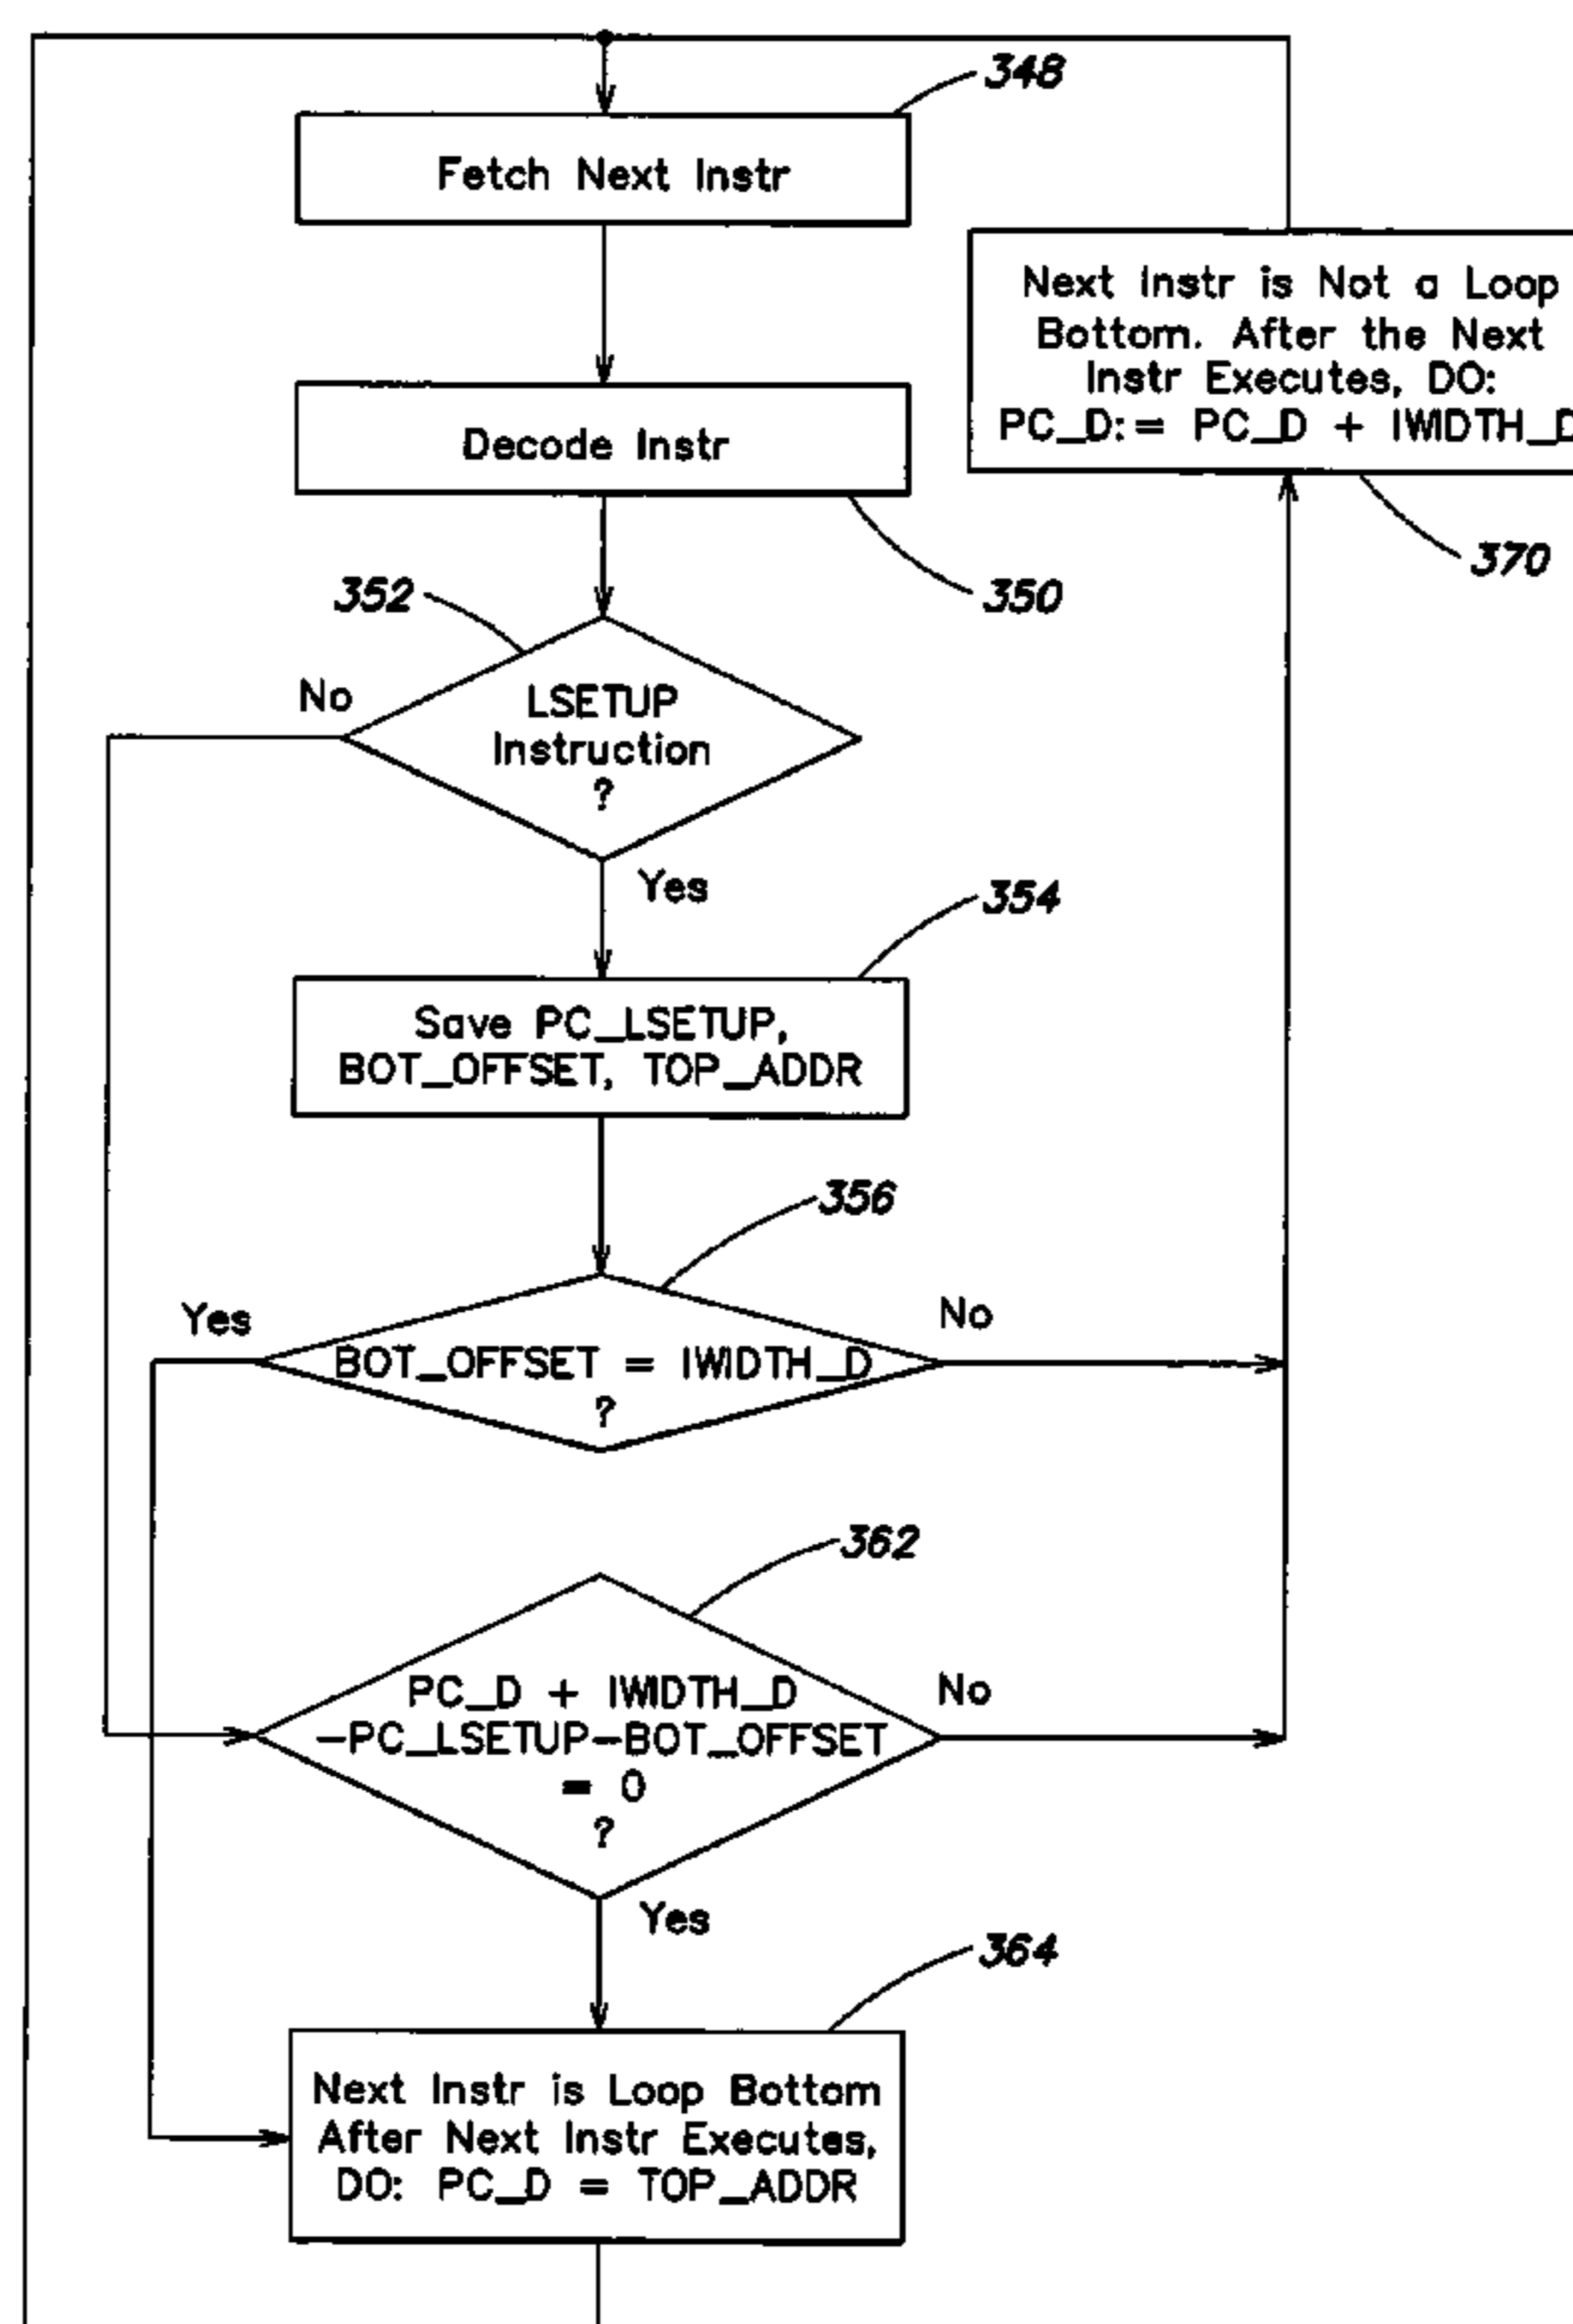 348
Fetch Next Instr
Next Instr is Not a Loop
Bottom. After the Next
Instr Executes, DO:
PC_D:= PC_D + IWIDTH_D
370
Decode Instr
350
352
No
LSETUP
Instruction
?
Yes
354
Save PC_LSETUP,
BOT_OFFSET, TOP_ADDR
356
Yes
No
BOT_OFFSET = IWIDTH_D
?
362
PC_D + IWIDTH_D
No
-PC_LSETUP-BOT_OFFSET
= 0
?
Yes
364
Next Instr is Loop Bottom
After Next Instr Executes,
DO: PC_D = TOP_ADDR